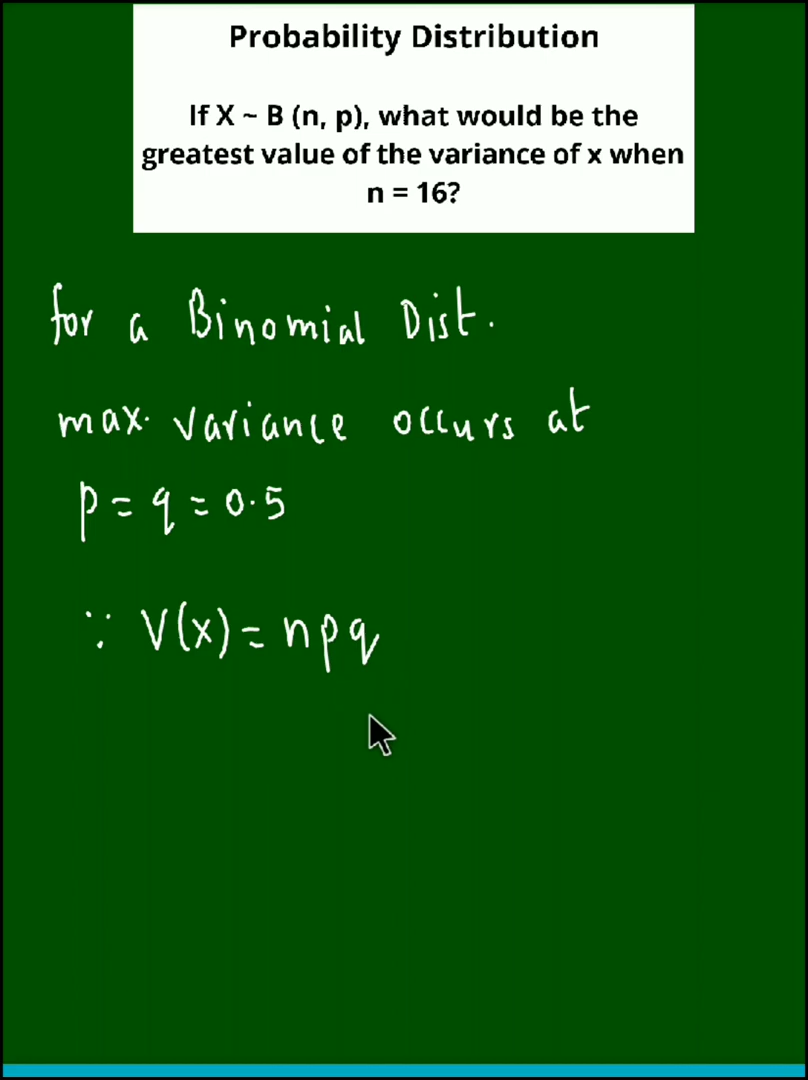 Probability Distribution
If X ~ B (n, p), what would be the
greatest value of the variance of x when
n = 16?
for a Binomial Dist.
max. variance occurs at
p = q = 0.5
∵ V(x) = npq